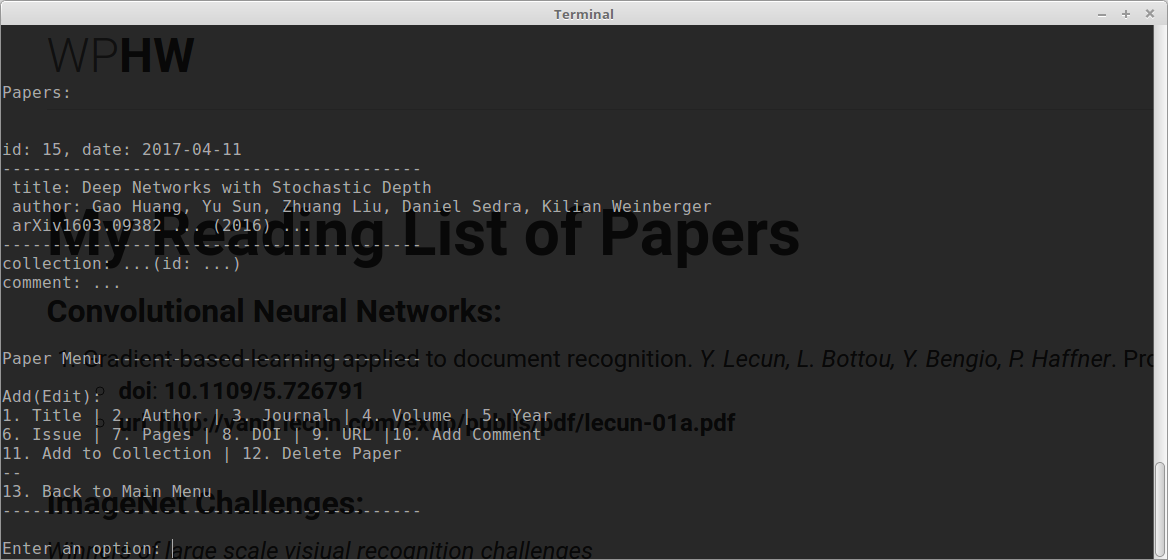 Terminal
WPHW
Papers:
id: 15, date: 2017-04-11
------------------------------------------
title: Deep Networks with Stochastic Depth
author: Gao Huang, Yu Sun, Zhuang Liu, Daniel Sedra, Kilian Weinberger
arXiv1603.09382 ... (2016) ...
My Reading List of Papers
------------------------------------------
collection: ...(id: ...)
comment: ...
Convolutional Neural Networks:
Paper Menu -------------------------------
1. Gradient-based learning applied to document recognition. Y. Lecun, L. Bottou, Y. Bengio, P. Haffner. Pro
doi: 10.1109/5.726791
Add(Edit):
1. Title | 2. Author | 3. Journal | 4. Volume | 5. Year
url: http://yann.lecun.com/exdb/publis/pdf/lecun-01a.pdf
6. Issue | 7. Pages | 8. DOI | 9. URL |10. Add Comment
11. Add to Collection | 12. Delete Paper
--
13. Back to Main Menu
ImageNet Challenges:
------------------------------------------
Enter an option:
Winners of large scale visiual recognition challenges